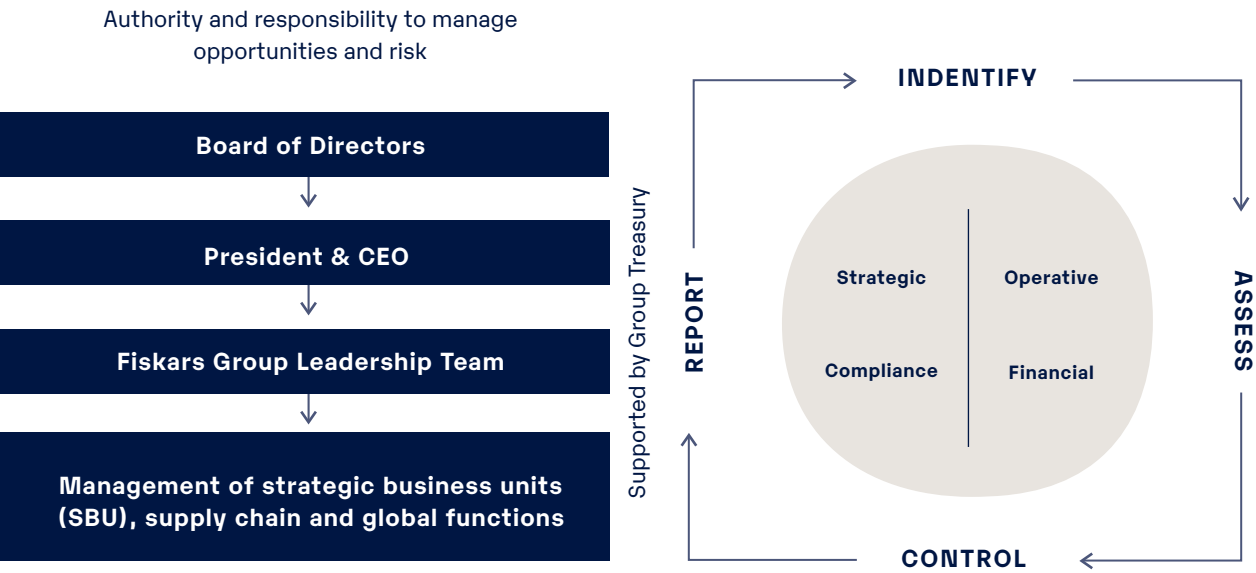 Authority and responsibility to manage
opportunities and risk
Board of Directors
President & CEO
Fiskars Group Leadership Team
Management of strategic business units
(SBU), supply chain and global functions
Supported by Group Treasury
INDENTIFY
ASSESS
CONTROL
REPORT
Strategic
Operative
Compliance
Financial